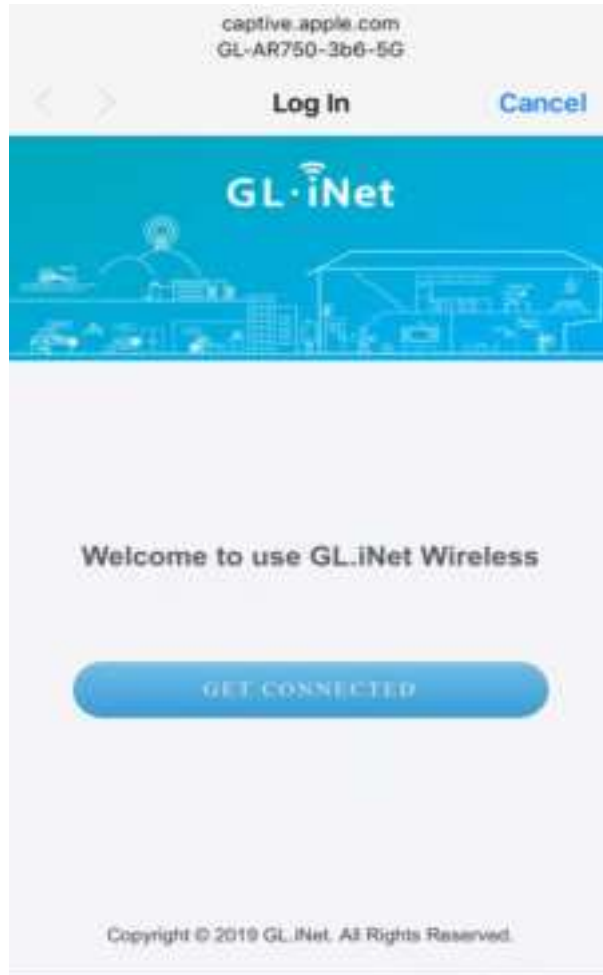 captive.apple.com
GL-AR750-3b6-5G
Log In
Cancel
GL·iNet
Welcome to use GL.iNet Wireless
GET CONNECTED
Copyright © 2019 GL.iNet. All Rights Reserved.